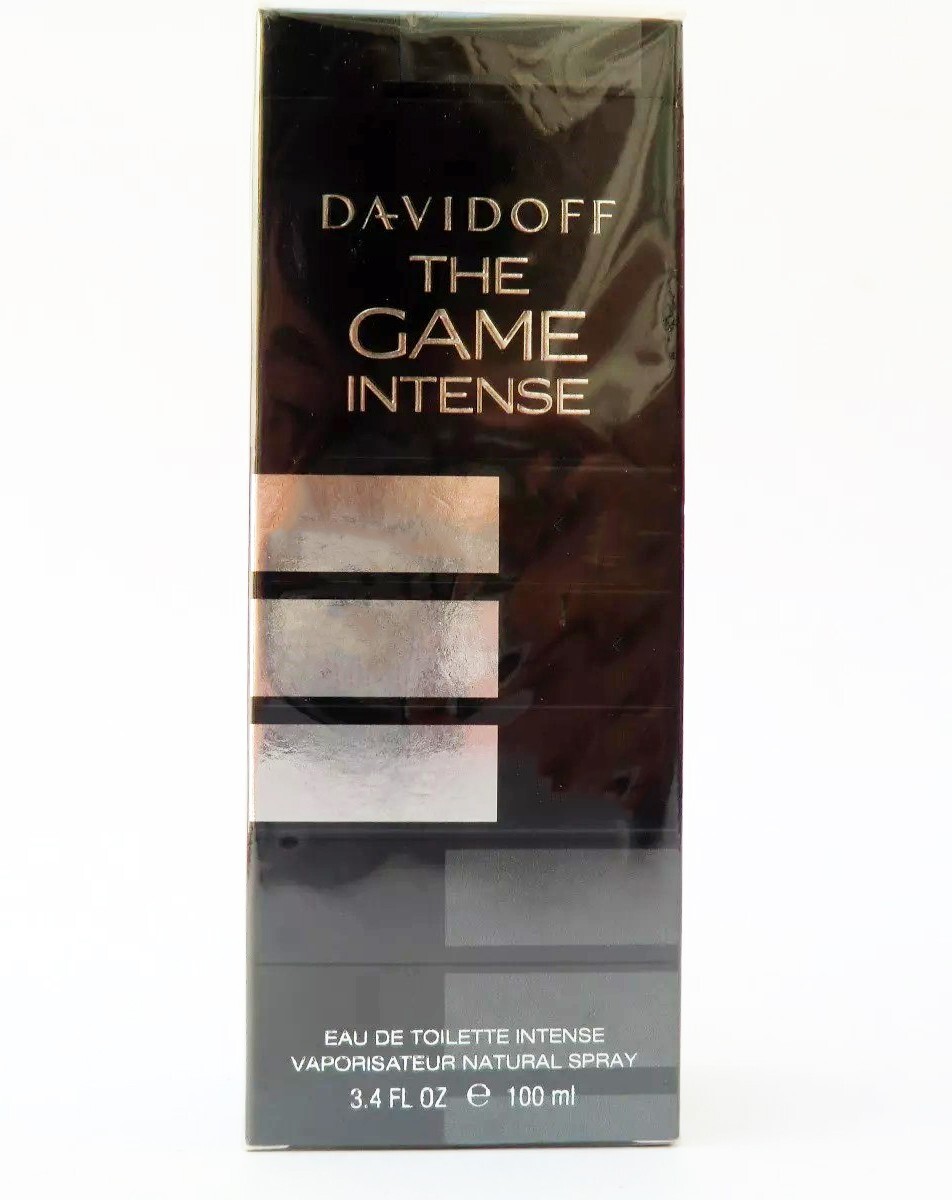 DAVIDOFF
THE
GAME
INTENSE
EAU DE TOILETTE INTENSE
VAPORISATEUR NATURAL SPRAY
3.4 FL OZ ℮ 100 ml